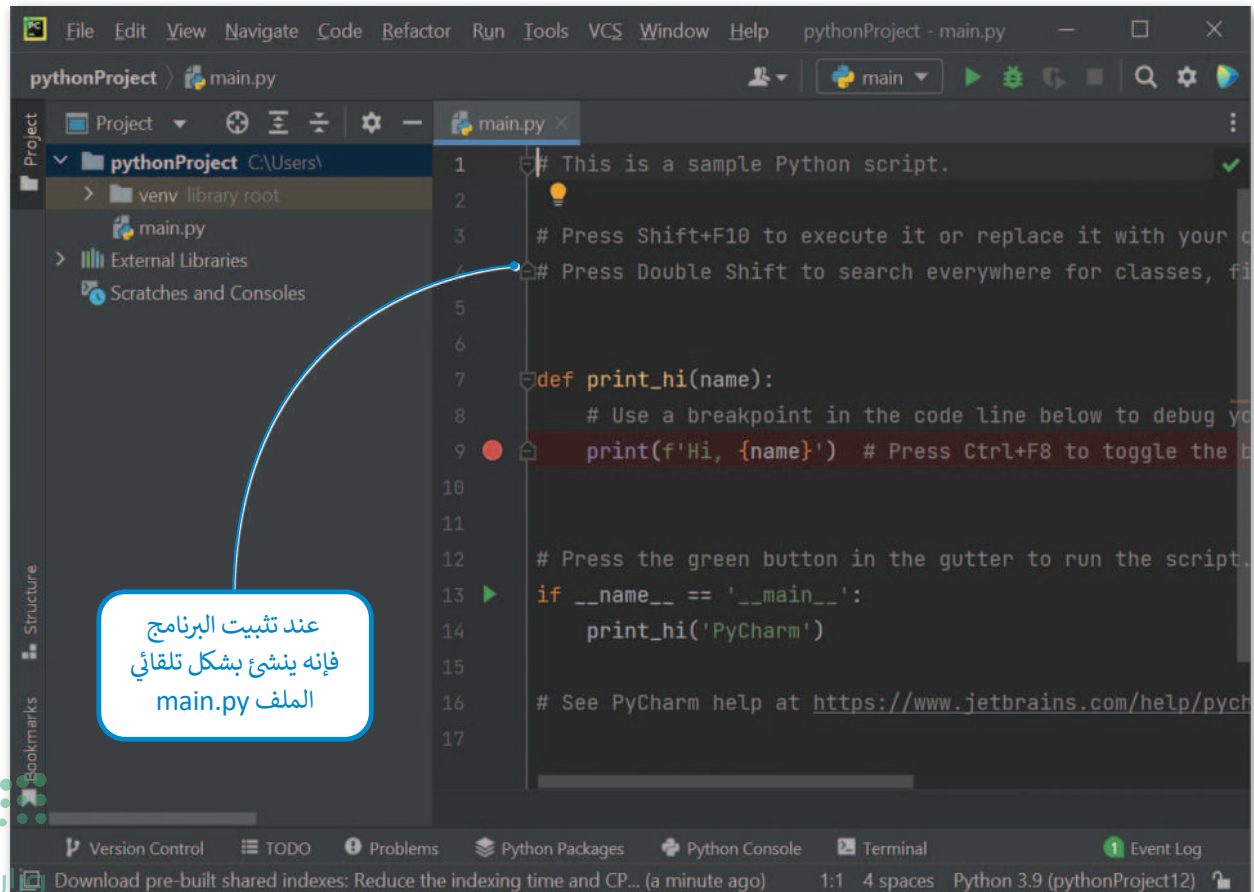 PC File Edit View Navigate Code Refactor Run Tools VCS Window Help pythonProject - main.py
pythonProject main.py main
Project
Project
main.py
pythonProject C:\Users\
venv library root
main.py
External Libraries
Scratches and Consoles
1 # This is a sample Python script.
2
3 # Press Shift+F10 to execute it or replace it with your c
4 # Press Double Shift to search everywhere for classes, fi
5
6
7 def print_hi(name):
8 # Use a breakpoint in the code line below to debug yo
9 print(f'Hi, {name}') # Press Ctrl+F8 to toggle the b
10
11
12 # Press the green button in the gutter to run the script.
13 if __name__ == '__main__':
14 print_hi('PyCharm')
15
16 # See PyCharm help at https://www.jetbrains.com/help/pych
17
عند تثبيت البرنامج
فإنه ينشئ بشكل تلقائي
الملف main.py
Structure
Bookmarks
Version Control TODO Problems Python Packages Python Console Terminal 1 Event Log
Download pre-built shared indexes: Reduce the indexing time and CP... (a minute ago) 1:1 4 spaces Python 3.9 (pythonProject12)